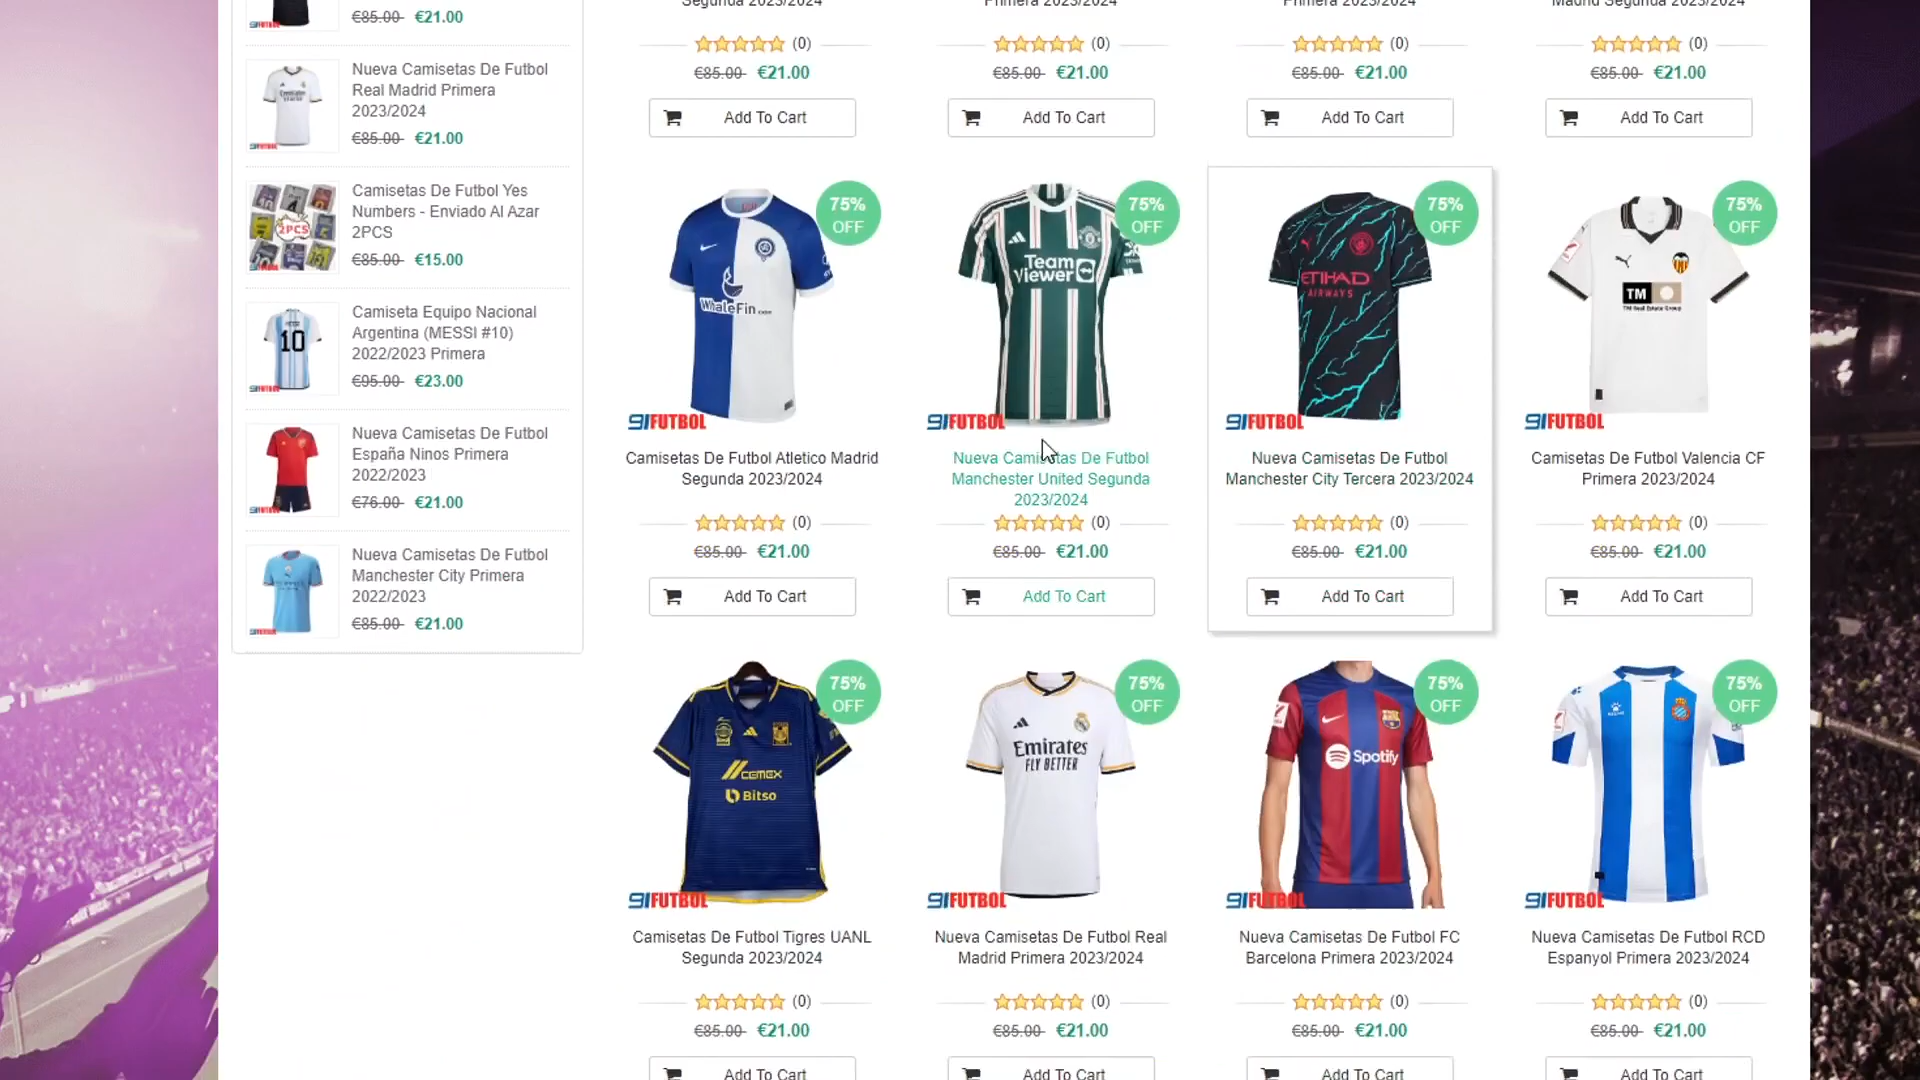 €85.00 €21.00
Nueva Camisetas De Futbol
Real Madrid Primera
2023/2024
€85.00 €21.00
Camisetas De Futbol Yes
Numbers - Enviado Al Azar
2PCS
€85.00 €15.00
Camiseta Equipo Nacional
Argentina (MESSI #10)
2022/2023 Primera
€95.00 €23.00
Nueva Camisetas De Futbol
España Ninos Primera
2022/2023
€76.00 €21.00
Nueva Camisetas De Futbol
Manchester City Primera
2022/2023
€85.00 €21.00
2PCS
10
Segunda 2023/2024
(0)
€85.00 €21.00
Add To Cart
Primera 2023/2024
(0)
€85.00 €21.00
Add To Cart
Primera 2023/2024
(0)
€85.00 €21.00
Add To Cart
Madrid Segunda 2023/2024
(0)
€85.00 €21.00
Add To Cart
75%
OFF
WhaleFin.com
91FUTBOL
Camisetas De Futbol Atletico Madrid
Segunda 2023/2024
(0)
€85.00 €21.00
Add To Cart
75%
OFF
Team
Viewer
91FUTBOL
Nueva Camisetas De Futbol
Manchester United Segunda
2023/2024
(0)
€85.00 €21.00
Add To Cart
75%
OFF
ETIHAD
AIRWAYS
91FUTBOL
Nueva Camisetas De Futbol
Manchester City Tercera 2023/2024
(0)
€85.00 €21.00
Add To Cart
75%
OFF
TM
TM Real Estate Group
91FUTBOL
Camisetas De Futbol Valencia CF
Primera 2023/2024
(0)
€85.00 €21.00
Add To Cart
75%
OFF
CEMEX
Bitso
91FUTBOL
Camisetas De Futbol Tigres UANL
Segunda 2023/2024
(0)
€85.00 €21.00
Add To Cart
75%
OFF
Emirates
FLY BETTER
91FUTBOL
Nueva Camisetas De Futbol Real
Madrid Primera 2023/2024
(0)
€85.00 €21.00
Add To Cart
75%
OFF
Spotify
91FUTBOL
Nueva Camisetas De Futbol FC
Barcelona Primera 2023/2024
(0)
€85.00 €21.00
Add To Cart
75%
OFF
91FUTBOL
Nueva Camisetas De Futbol RCD
Espanyol Primera 2023/2024
(0)
€85.00 €21.00
Add To Cart